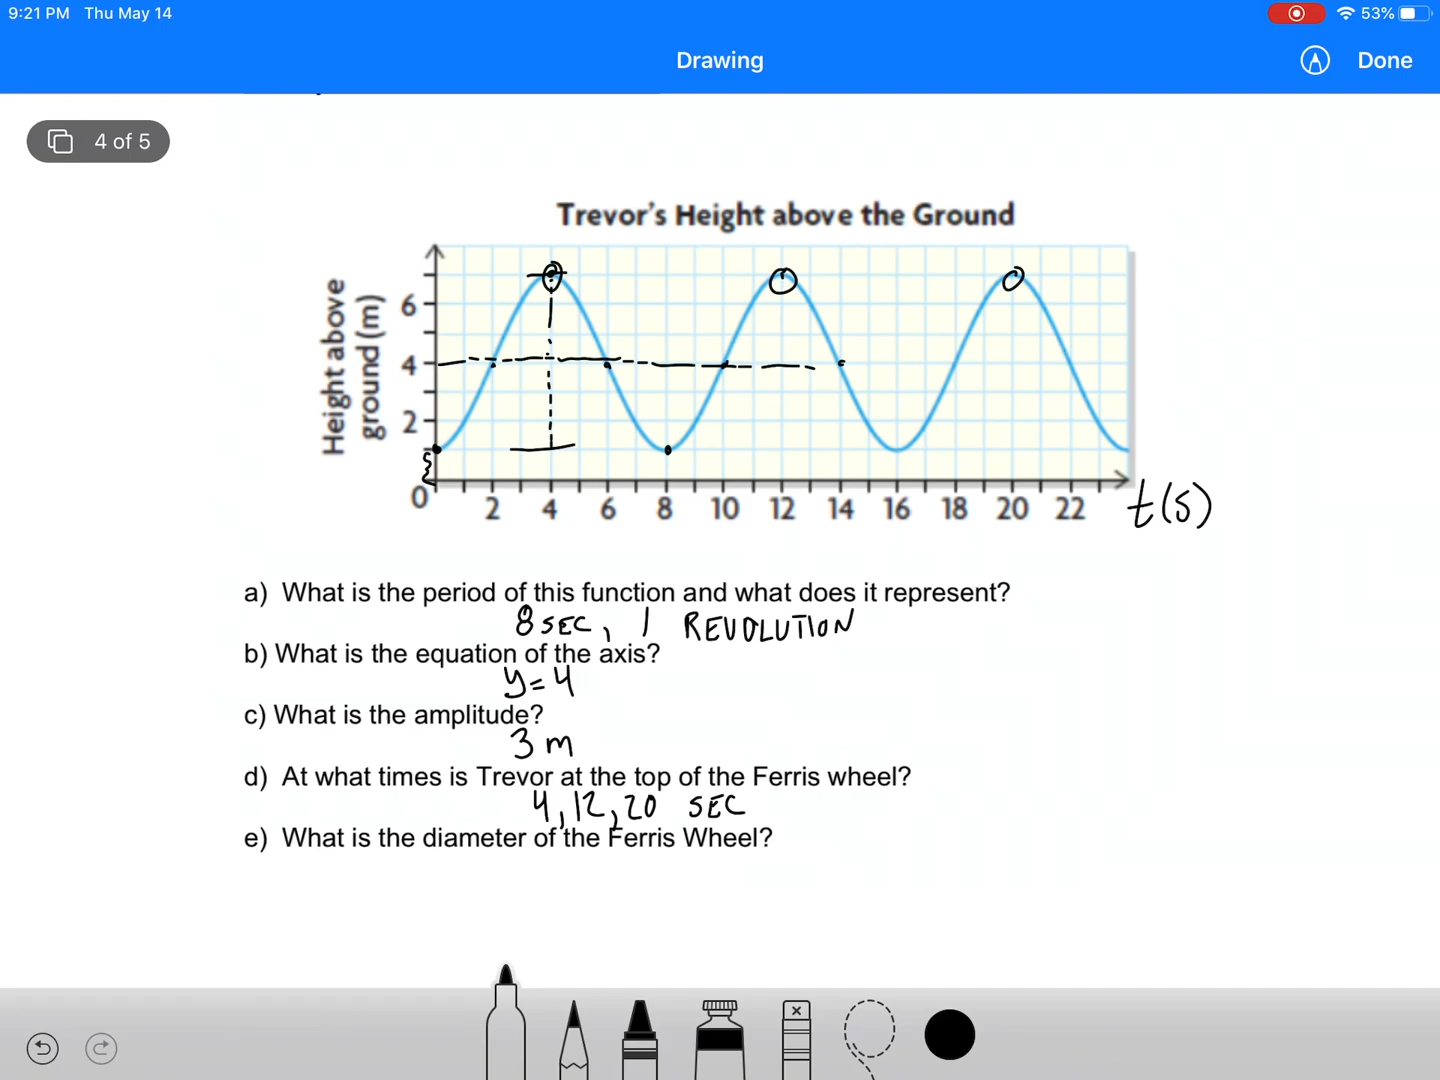 9:21 PM Thu May 14
53%
Drawing
Done
4 of 5
Trevor's Height above the Ground
Height above
ground (m)
6
4
2
0
2 4 6 8 10 12 14 16 18 20 22
t(s)
a) What is the period of this function and what does it represent?
8 SEC, 1 REVOLUTION
b) What is the equation of the axis?
y=4
c) What is the amplitude?
3 m
d) At what times is Trevor at the top of the Ferris wheel?
4, 12, 20 SEC
e) What is the diameter of the Ferris Wheel?